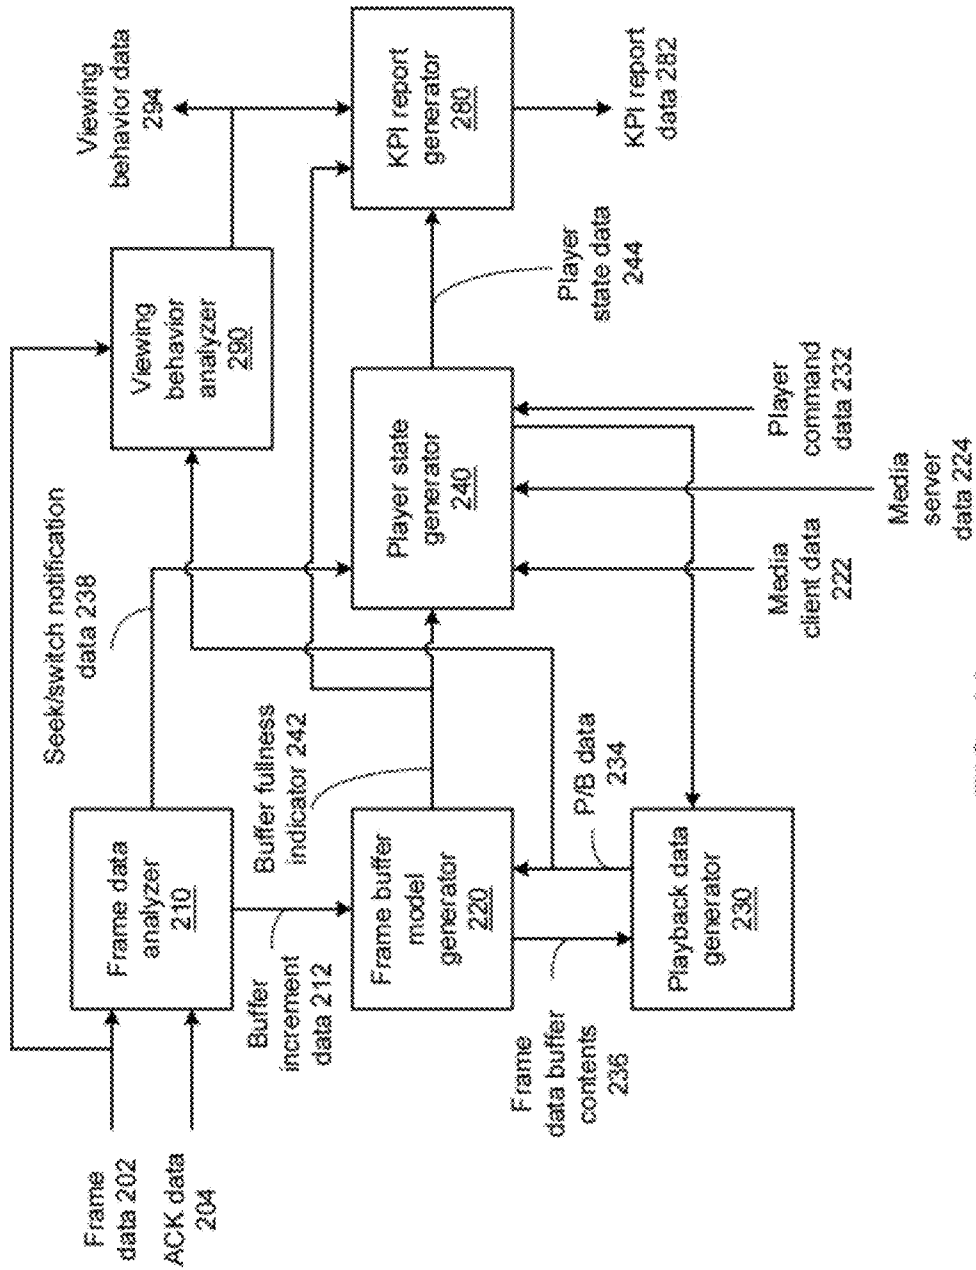 Frame
data 202
ACK data
204
Frame data
analyzer
210
Seek/switch notification
data 238
Viewing
behavior
analyzer
290
Viewing
behavior data
294
Buffer
increment
data 212
Buffer fullness
indicator 242
Frame buffer
model
generator
220
Player state
generator
240
KPI report
generator
280
Player
state data
244
KPI report
data 282
Frame
data buffer
contents
236
P/B data
234
Playback data
generator
230
Media
client data
222
Player
command
data 232
Media
server
data 224